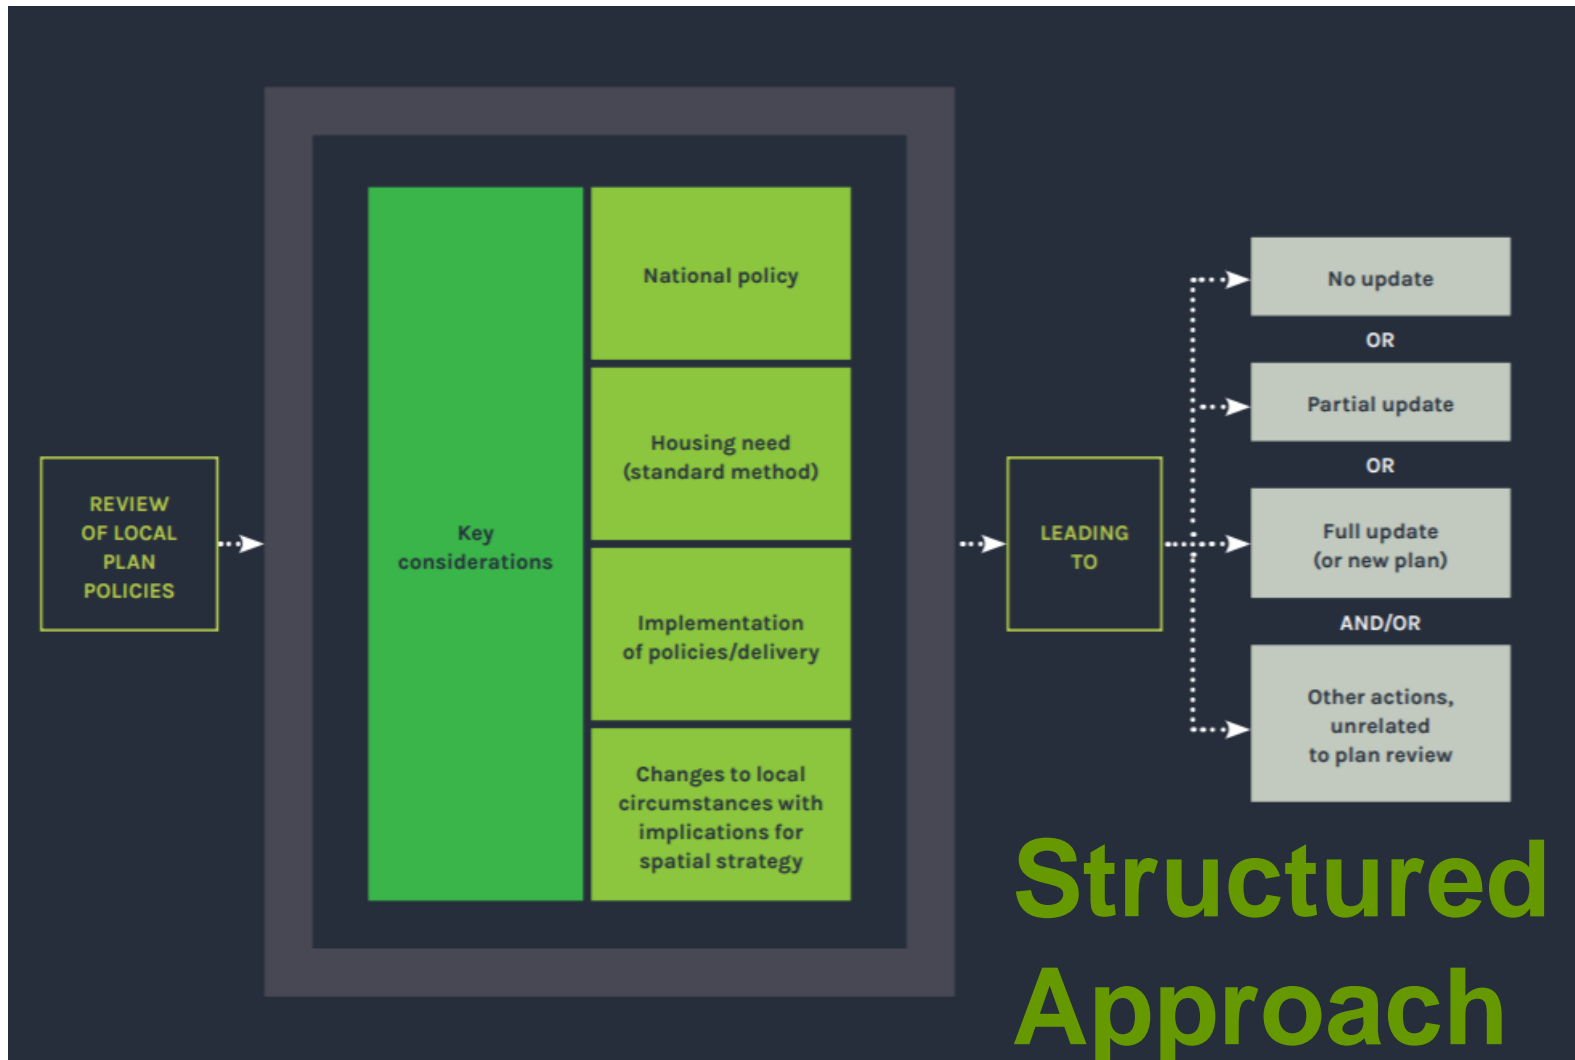 REVIEW
OF LOCAL
PLAN
POLICIES
Key
considerations
National policy
Housing need
(standard method)
Implementation
of policies/delivery
Changes to local
circumstances with
implications for
spatial strategy
LEADING
TO
No update
OR
Partial update
OR
Full update
(or new plan)
AND/OR
Other actions,
unrelated
to plan review
Structured
Approach